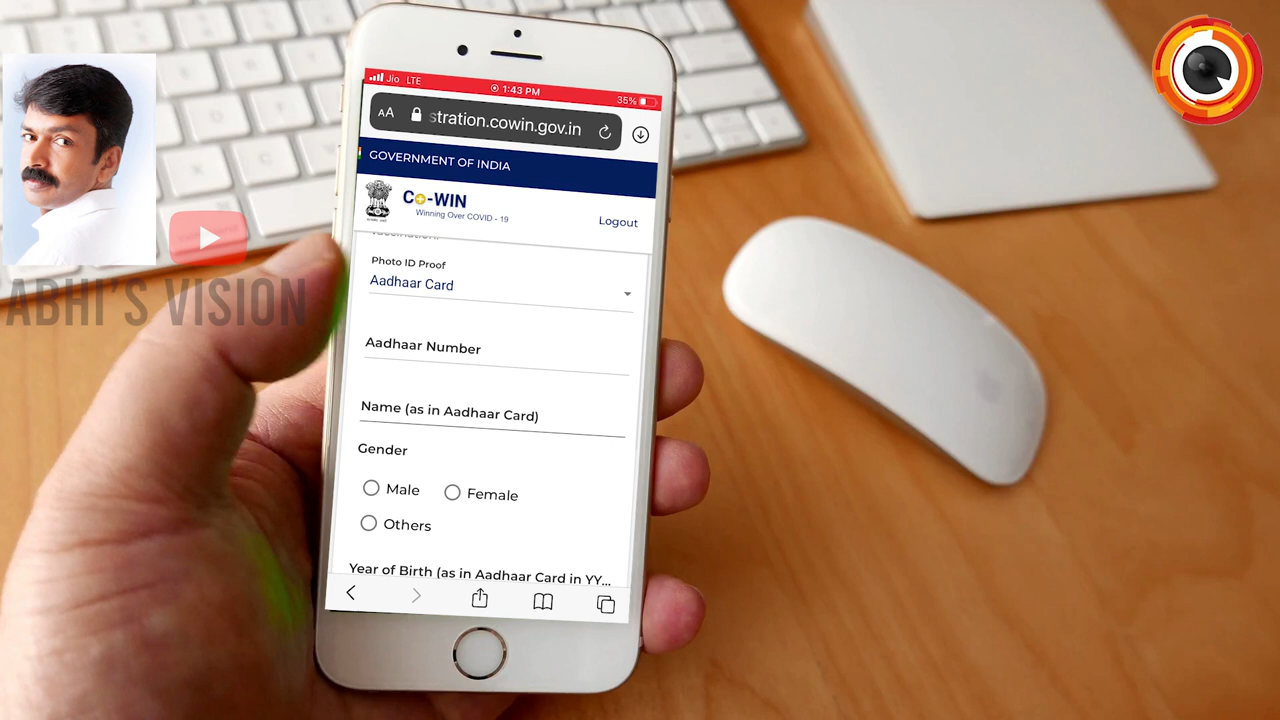 ABHI'S VISION
Jio LTE
1:43 PM
35%
AA
stration.cowin.gov.in
GOVERNMENT OF INDIA
Co-WIN
Winning Over COVID - 19
Logout
vaccination.
Photo ID Proof
Aadhaar Card
Aadhaar Number
Name (as in Aadhaar Card)
Gender
Male
Female
Others
Year of Birth (as in Aadhaar Card in YY...